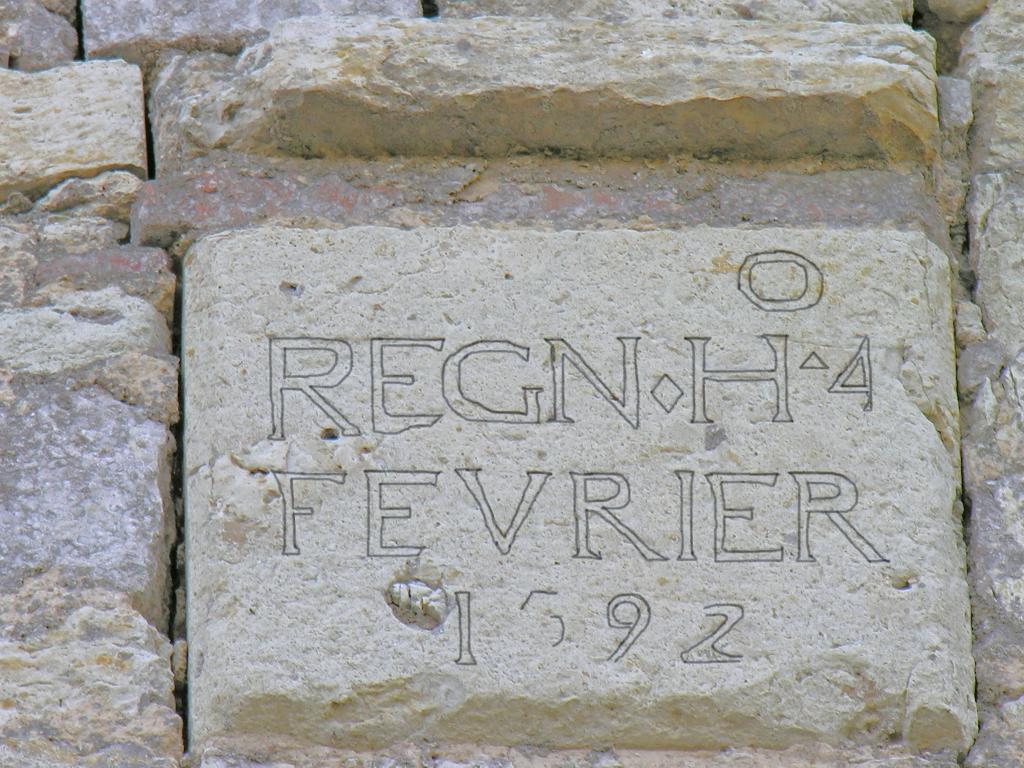 O
REGN⋄H▵4
FEVRIER
1592